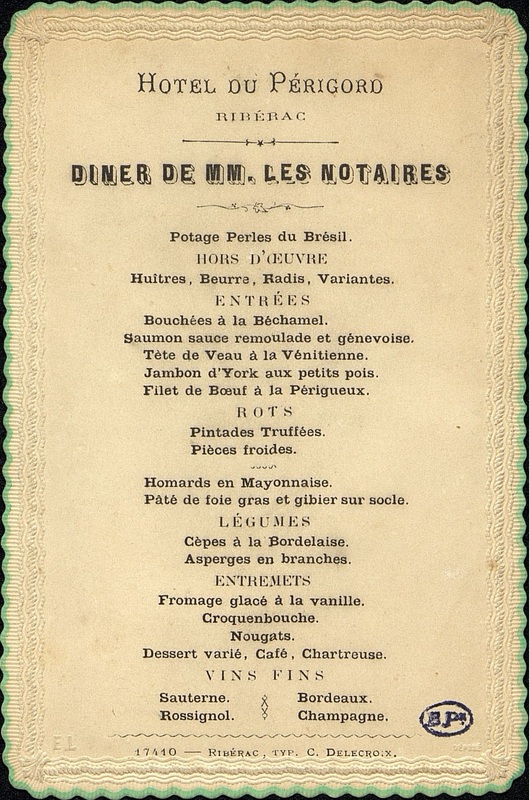 HOTEL DU PÉRIGORD
RIBÉRAC
DINER DE MM. LES NOTAIRES
Potage Perles du Brésil.
HORS D'ŒUVRE
Huîtres, Beurre, Radis, Variantes.
ENTRÉES
Bouchées à la Béchamel.
Saumon sauce remoulade et génevoise.
Tète de Veau à la Vénitienne.
Jambon d'York aux petits pois.
Filet de Bœuf à la Périgueux.
ROTS
Pintades Truffées.
Pièces froides.
Homards en Mayonnaise.
Pâté de foie gras et gibier sur socle.
LÉGUMES
Cèpes à la Bordelaise.
Asperges en branches.
ENTREMETS
Fromage glacé à la vanille.
Croquenbouche.
Nougats.
Dessert varié, Café, Chartreuse.
VINS FINS
Sauterne. Bordeaux.
Rossignol. Champagne.
17410 — RIBÉRAC, TYP. C. DELECROIX.